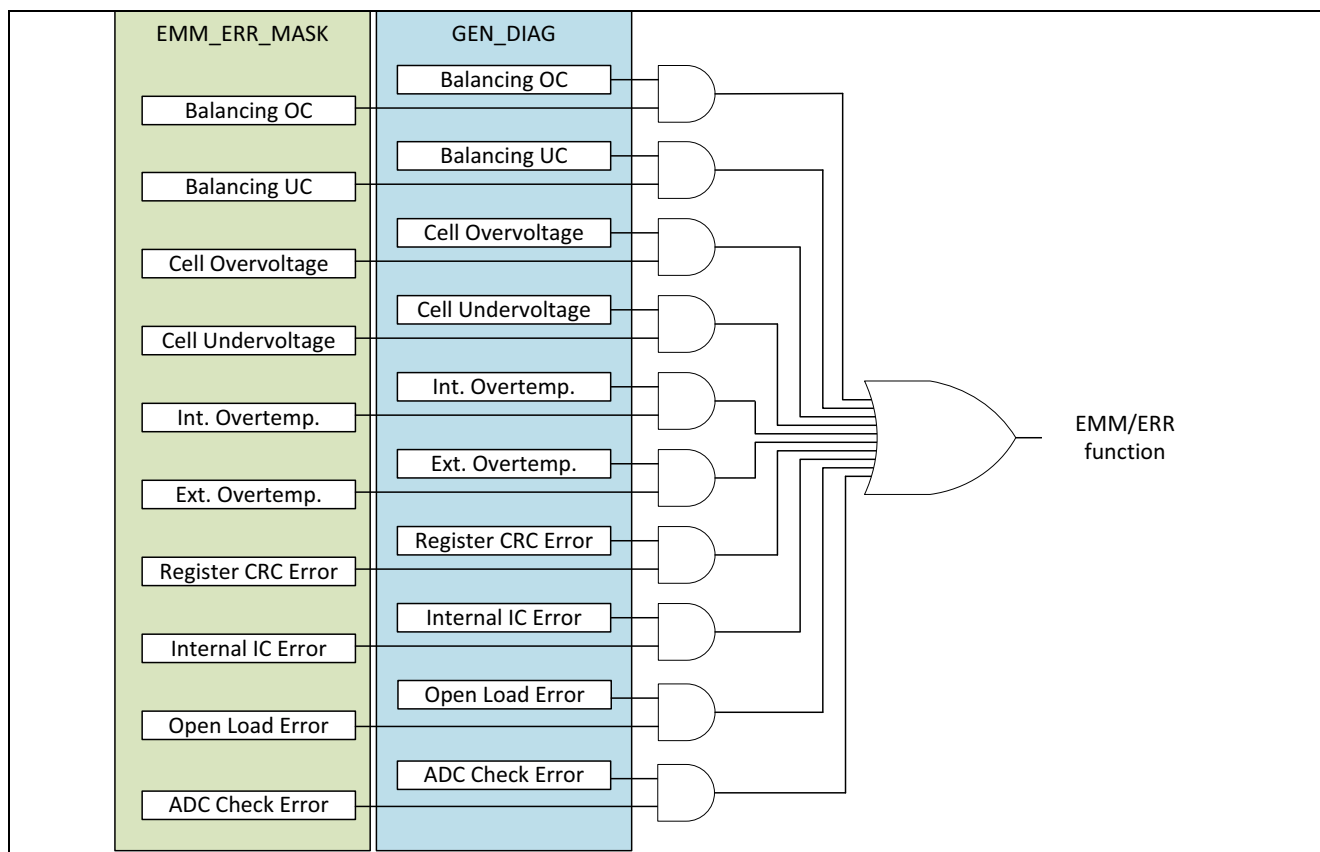 EMM_ERR_MASK
GEN_DIAG
Balancing OC
Balancing OC
Balancing UC
Balancing UC
Cell Overvoltage
Cell Overvoltage
Cell Undervoltage
Cell Undervoltage
Int. Overtemp.
Int. Overtemp.
Ext. Overtemp.
Ext. Overtemp.
Register CRC Error
Register CRC Error
Internal IC Error
Internal IC Error
Open Load Error
Open Load Error
ADC Check Error
ADC Check Error
EMM/ERR
function